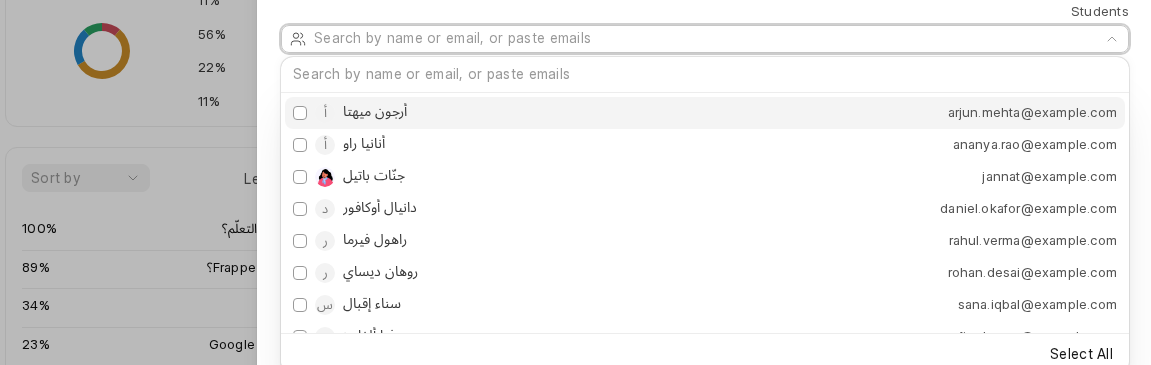 11%
56%
22%
11%
Sort by
Le
100% التعلّم؟
89% Frappe؟
34%
23% Google
Students
Search by name or email, or paste emails
Search by name or email, or paste emails
أ أرجون ميهتا arjun.mehta@example.com
أ أنانيا راو ananya.rao@example.com
جنّات باتيل jannat@example.com
د دانيال أوكافور daniel.okafor@example.com
ر راهول فيرما rahul.verma@example.com
ر روهان ديساي rohan.desai@example.com
س سناء إقبال sana.iqbal@example.com
Select All